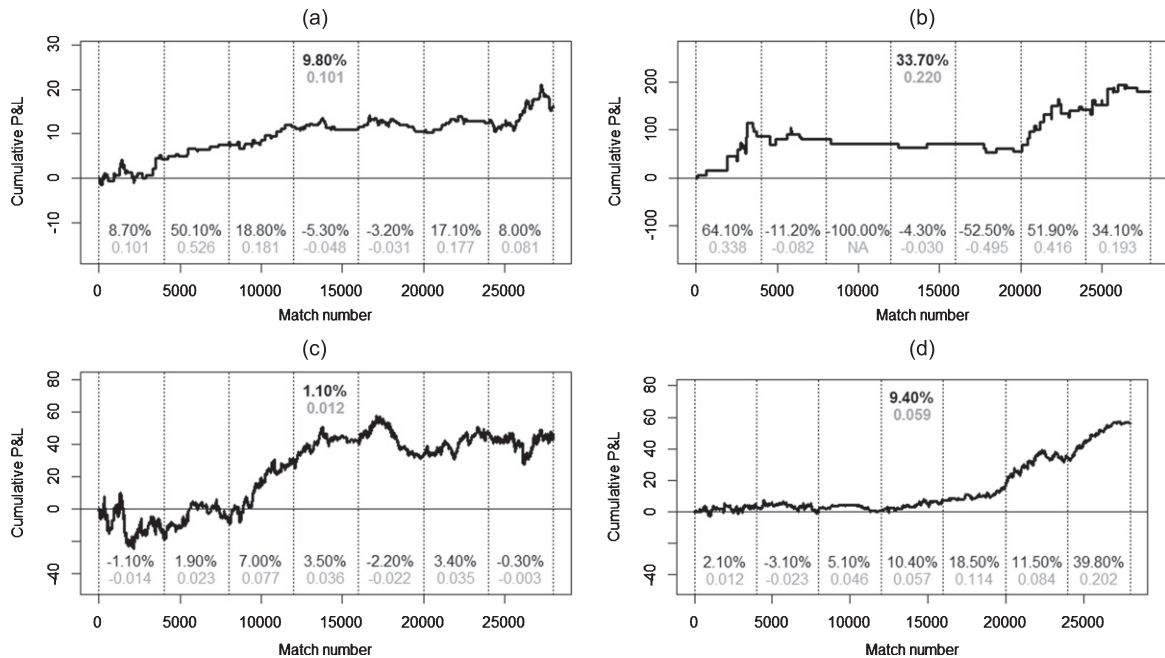 (a)
Cumulative P&L
30
20
10
0
-10
9.80%
0.101
8.70% 50.10% 18.80% -5.30% -3.20% 17.10% 8.00%
0.101 0.526 0.181 -0.048 -0.031 0.177 0.081
0 5000 10000 15000 20000 25000
Match number
(b)
Cumulative P&L
200
100
0
-100
33.70%
0.220
64.10% -11.20% -100.00% -4.30% -52.50% 51.90% 34.10%
0.338 -0.082 NA -0.030 -0.495 0.416 0.193
0 5000 10000 15000 20000 25000
Match number
(c)
Cumulative P&L
80
60
40
20
0
-40
1.10%
0.012
-1.10% 1.90% 7.00% 3.50% -2.20% 3.40% -0.30%
-0.014 0.023 0.077 0.036 -0.022 0.035 -0.003
0 5000 10000 15000 20000 25000
Match number
(d)
Cumulative P&L
80
60
40
20
0
-40
9.40%
0.059
2.10% -3.10% 5.10% 10.40% 18.50% 11.50% 39.80%
0.012 -0.023 0.046 0.057 0.114 0.084 0.202
0 5000 10000 15000 20000 25000
Match number